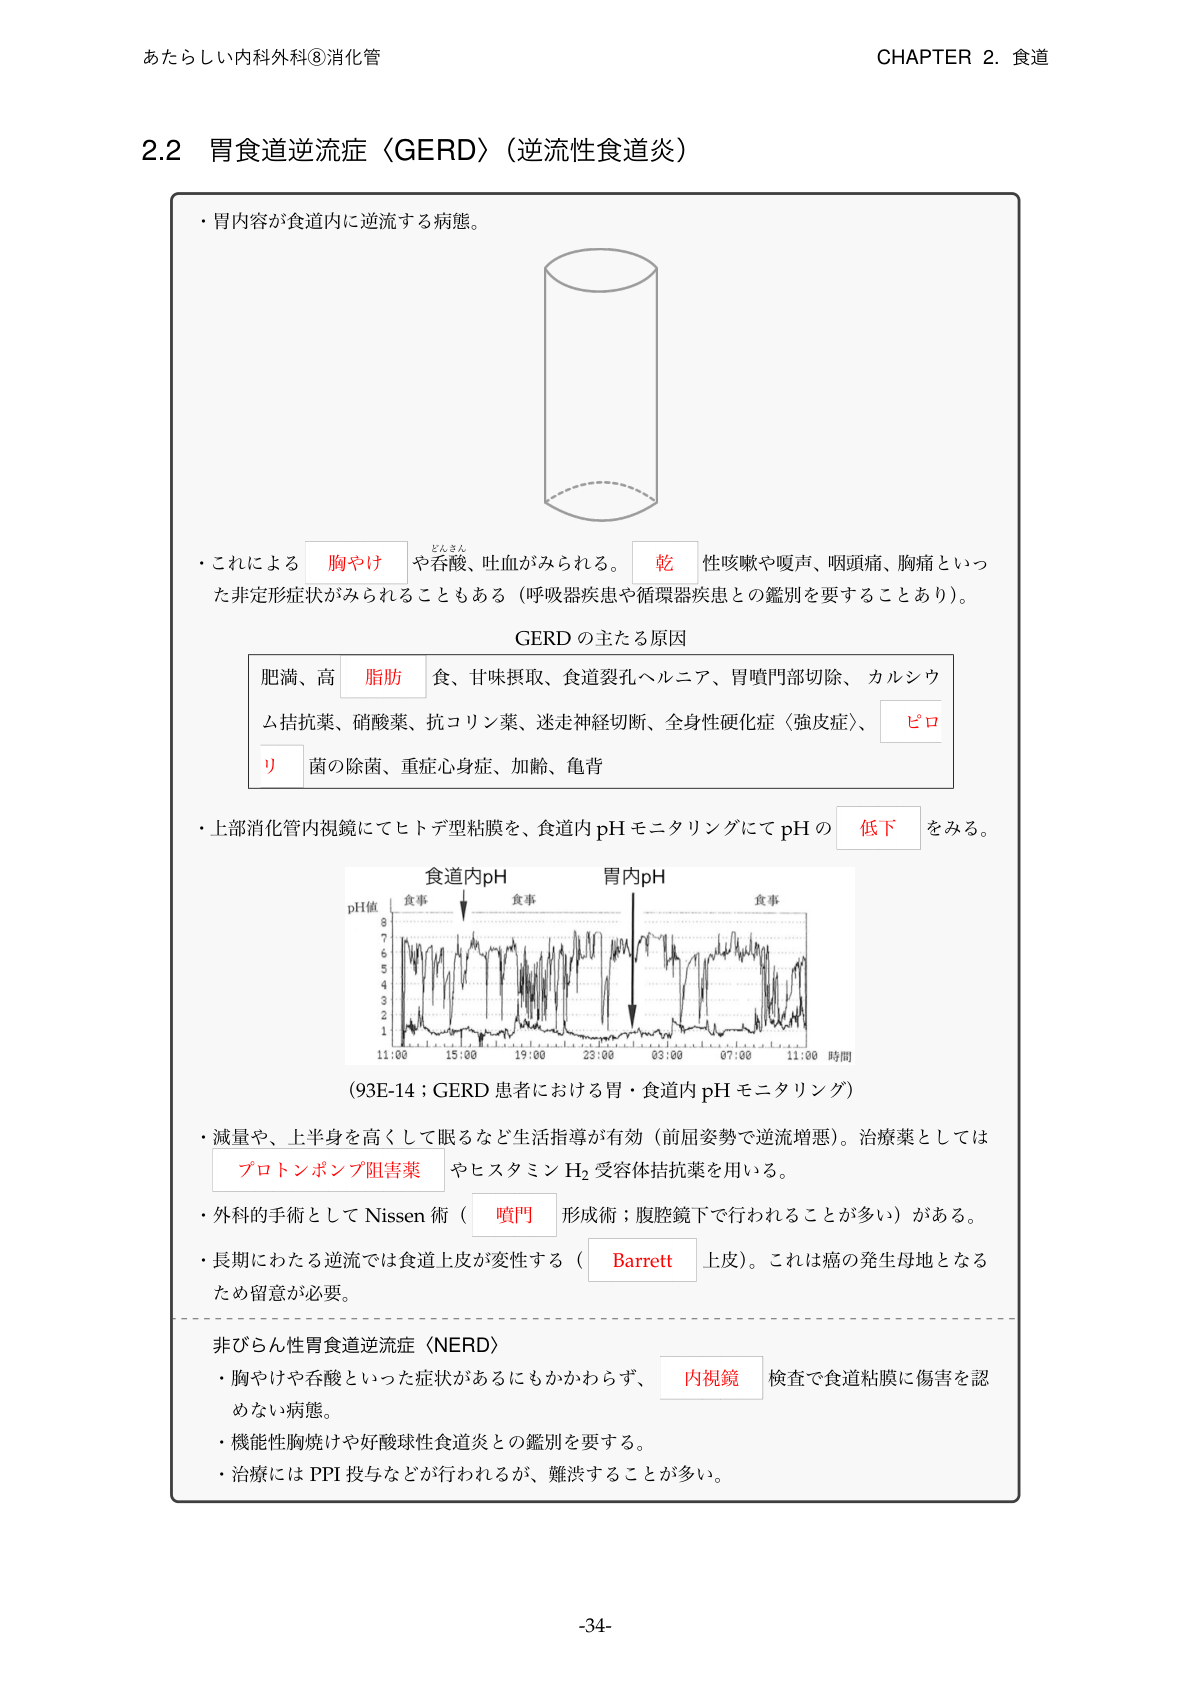 あたらしい内科外科⑧消化管 CHAPTER 2. 食道
2.2 胃食道逆流症〈GERD〉（逆流性食道炎）
・胃内容が食道内に逆流する病態。
・これによる 胸やけ や呑酸、吐血がみられる。 乾 性咳嗽や嗄声、咽頭痛、胸痛といっ
どんさん
た非定形症状がみられることもある（呼吸器疾患や循環器疾患との鑑別を要することあり）。
GERD の主たる原因
肥満、高 脂肪 食、甘味摂取、食道裂孔ヘルニア、胃噴門部切除、カルシウ
ム拮抗薬、硝酸薬、抗コリン薬、迷走神経切断、全身性硬化症〈強皮症〉、 ピロ
リ 菌の除菌、重症心身症、加齢、亀背
・上部消化管内視鏡にてヒトデ型粘膜を、食道内 pH モニタリングにて pH の 低下 をみる。
食道内pH 胃内pH
pH値 食事 食事 食事
8
7
6
5
4
3
2
1
11:00 15:00 19:00 23:00 03:00 07:00 11:00 時間
（93E-14；GERD 患者における胃・食道内 pH モニタリング）
・減量や、上半身を高くして眠るなど生活指導が有効（前屈姿勢で逆流増悪）。治療薬としては
プロトンポンプ阻害薬 やヒスタミン H₂ 受容体拮抗薬を用いる。
・外科的手術として Nissen 術（ 噴門 形成術；腹腔鏡下で行われることが多い）がある。
・長期にわたる逆流では食道上皮が変性する（ Barrett 上皮）。これは癌の発生母地となる
ため留意が必要。
非びらん性胃食道逆流症〈NERD〉
・胸やけや呑酸といった症状があるにもかかわらず、 内視鏡 検査で食道粘膜に傷害を認
めない病態。
・機能性胸焼けや好酸球性食道炎との鑑別を要する。
・治療には PPI 投与などが行われるが、難渋することが多い。
-34-